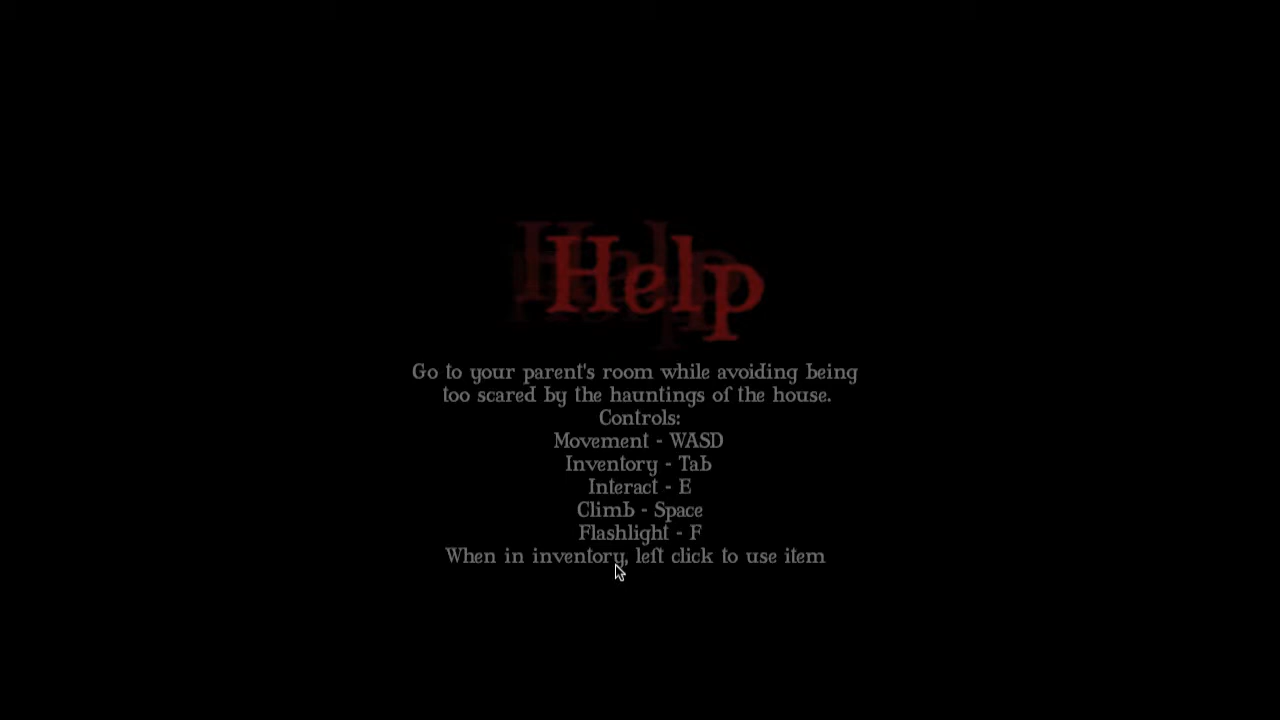 Help
Go to your parent's room while avoiding being
too scared by the hauntings of the house.
Controls:
Movement - WASD
Inventory - Tab
Interact - E
Climb - Space
Flashlight - F
When in inventory, left click to use item